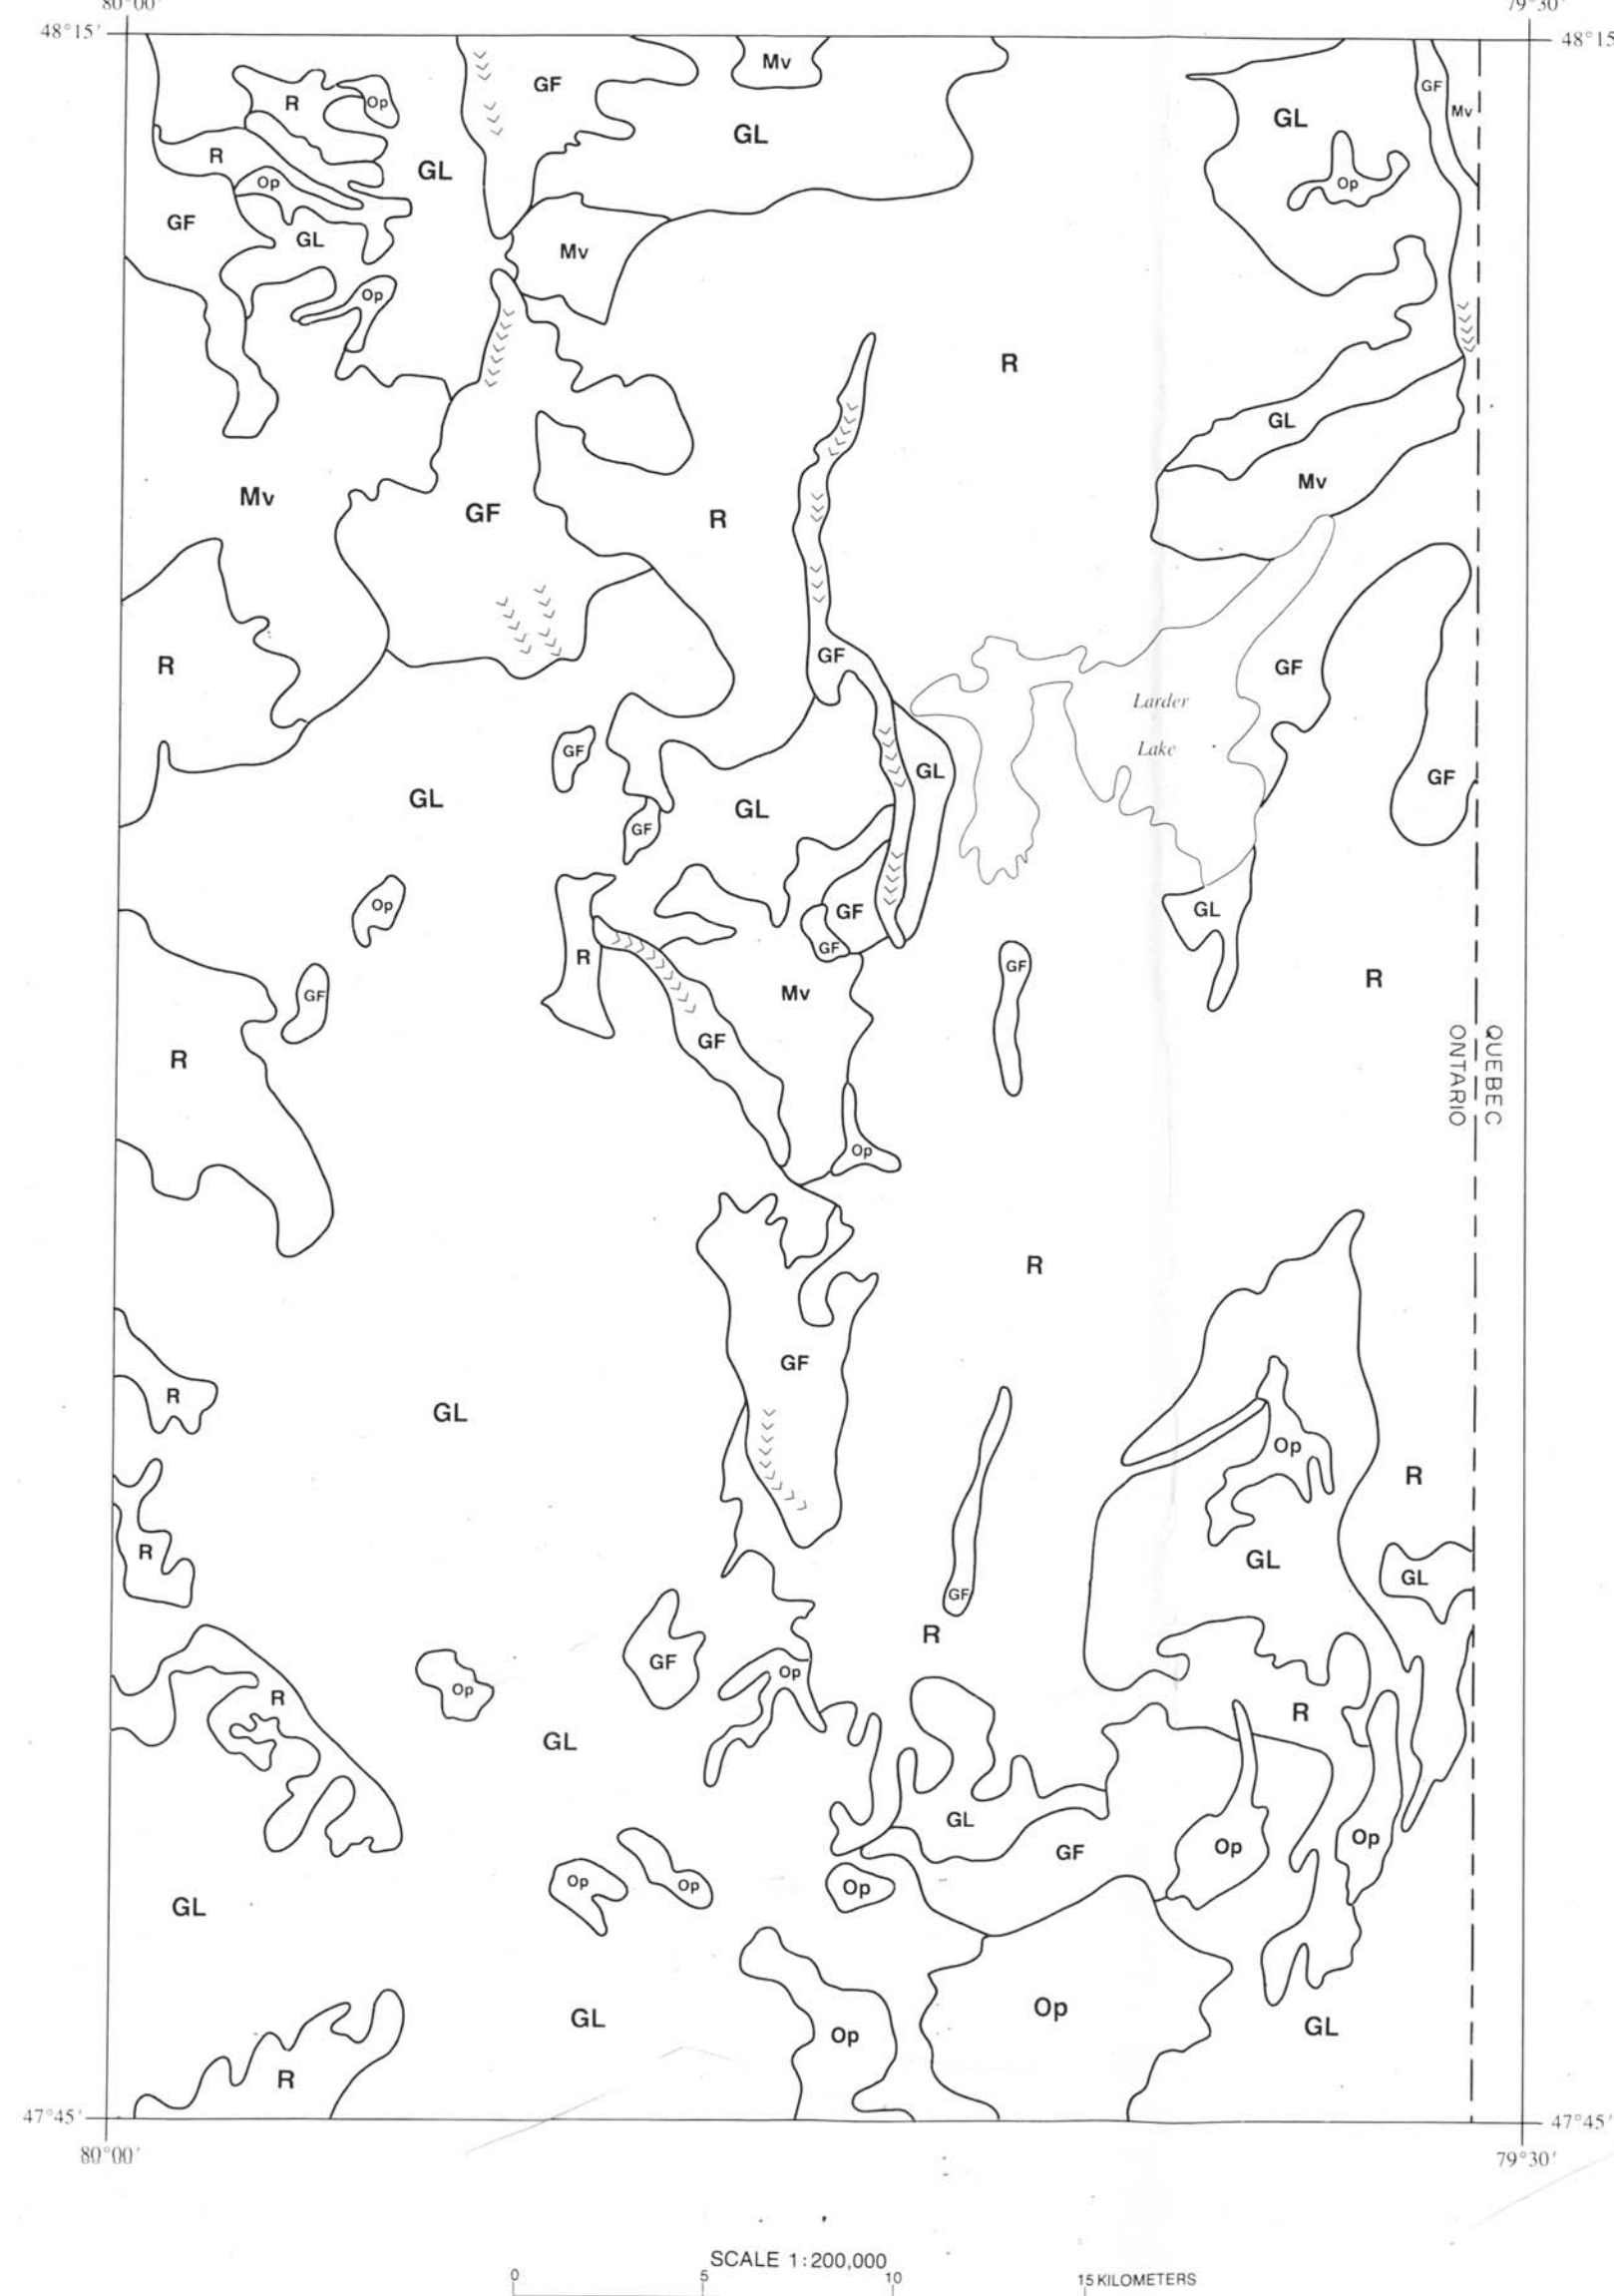 80°00' 79°30'
48°15' 48°15
Mv
GF GF
R Op GL Mv
GL
R GL
Op Op
GF GL Mv
Op
R
GL
Mv
Mv GF R
R GF GF
Larder
Lake
GF GL GF
GL GL
GF
Op GF GL
GF
R GF R
GF Mv
GF
R
QUEBEC
ONTARIO
Op
R
GF
R
GL Op
R
R GL
GL
GF
R
GF Op
Op
R R
GL
GL
GF Op Op
Op Op Op
GL
Op
GL Op GL
R
47°45' 47°45'
80°00' 79°30'
SCALE 1:200,000
0 5 10 15 KILOMETERS